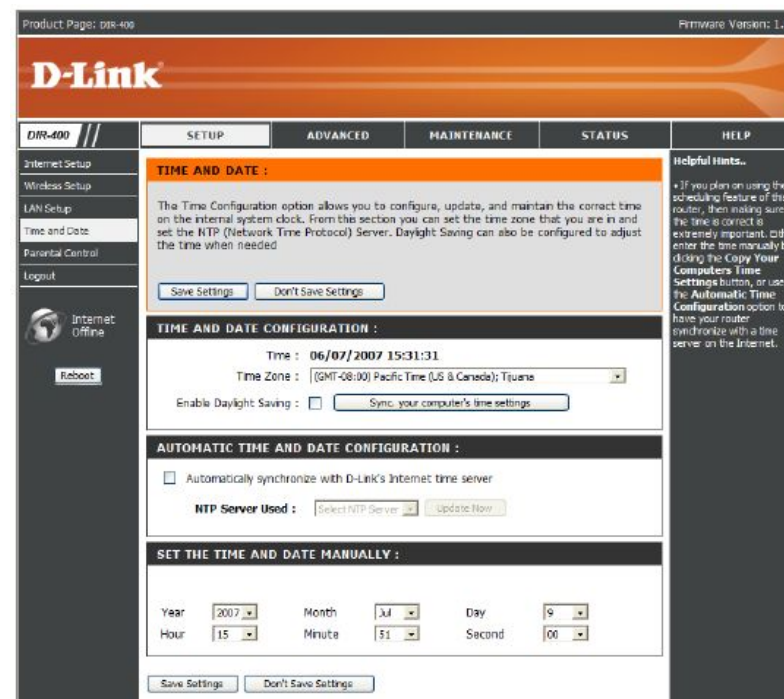 Product Page: DIR-400
Firmware Version: 1.
D-Link
DIR-400
SETUP
ADVANCED
MAINTENANCE
STATUS
HELP
Internet Setup
Wireless Setup
LAN Setup
Time and Date
Parental Control
Logout
Internet
Offline
Reboot
TIME AND DATE :
The Time Configuration option allows you to configure, update, and maintain the correct time
on the internal system clock. From this section you can set the time zone that you are in and
set the NTP (Network Time Protocol) Server. Daylight Saving can also be configured to adjust
the time when needed
Save Settings Don't Save Settings
TIME AND DATE CONFIGURATION :
Time : 06/07/2007 15:31:31
Time Zone : (GMT-08:00) Pacific Time (US & Canada); Tijuana
Enable Daylight Saving : Sync. your computer's time settings
AUTOMATIC TIME AND DATE CONFIGURATION :
Automatically synchronize with D-Link's Internet time server
NTP Server Used : Select NTP Server Update Now
SET THE TIME AND DATE MANUALLY :
Year 2007 Month Jul Day 9
Hour 15 Minute 51 Second 00
Save Settings Don't Save Settings
Helpful Hints..
• If you plan on using the
scheduling feature of this
router, then making sure
the time is correct is
extremely important.
enter the time manually
clicking the Copy Your
Computers Time
Settings button, or use
the Automatic Time
Configuration option to
have your router
synchronize with a time
server on the Internet.